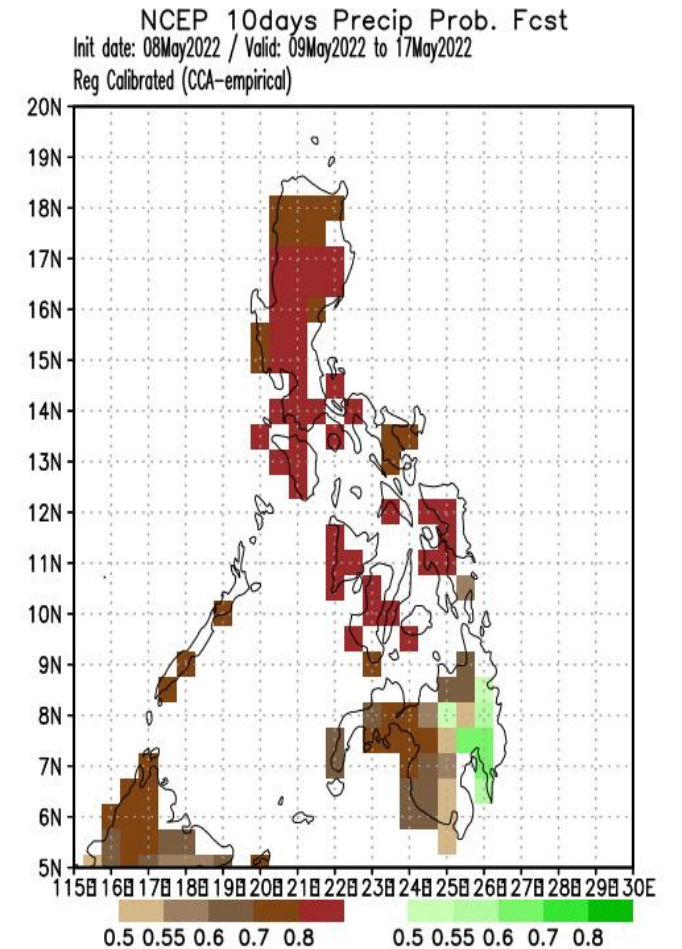 NCEP 10days Precip Prob. Fcst
Init date: 08May2022 / Valid: 09May2022 to 17May2022
Reg Calibrated (CCA-empirical)
20N
19N
18N
17N
16N
15N
14N
13N
12N
11N
10N
9N
8N
7N
6N
5N
115E 116E 117E 118E 119E 120E 121E 122E 123E 124E 125E 126E 127E 128E 129E 130E
0.5 0.55 0.6 0.7 0.8 0.5 0.55 0.6 0.7 0.8